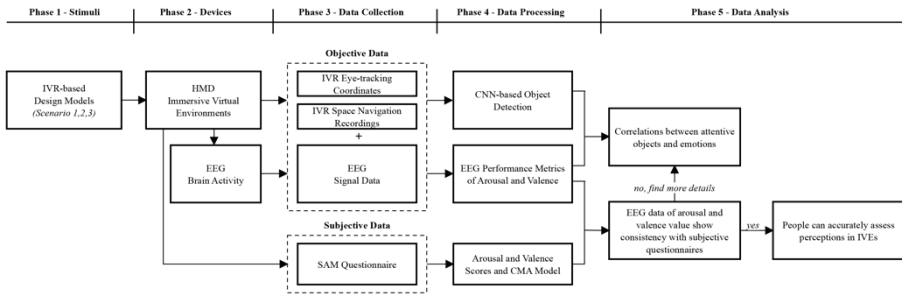 Phase 1 - Stimuli
Phase 2 - Devices
Phase 3 - Data Collection
Phase 4 - Data Processing
Phase 5 - Data Analysis
Objective Data
IVR-based
Design Models
(Scenario 1,2,3)
HMD
Immersive Virtual
Environments
IVR Eye-tracking
Coordinates
IVR Space Navigation
Recordings
+
CNN-based Object
Detection
Correlations between attentive
objects and emotions
EEG
Brain Activity
EEG
Signal Data
EEG Performance Metrics
of Arousal and Valence
no, find more details
EEG data of arousal and
valence value show
consistency with subjective
questionnaires
yes
People can accurately assess
perceptions in IVEs
Subjective Data
SAM Questionnaire
Arousal and Valence
Scores and CMA Model